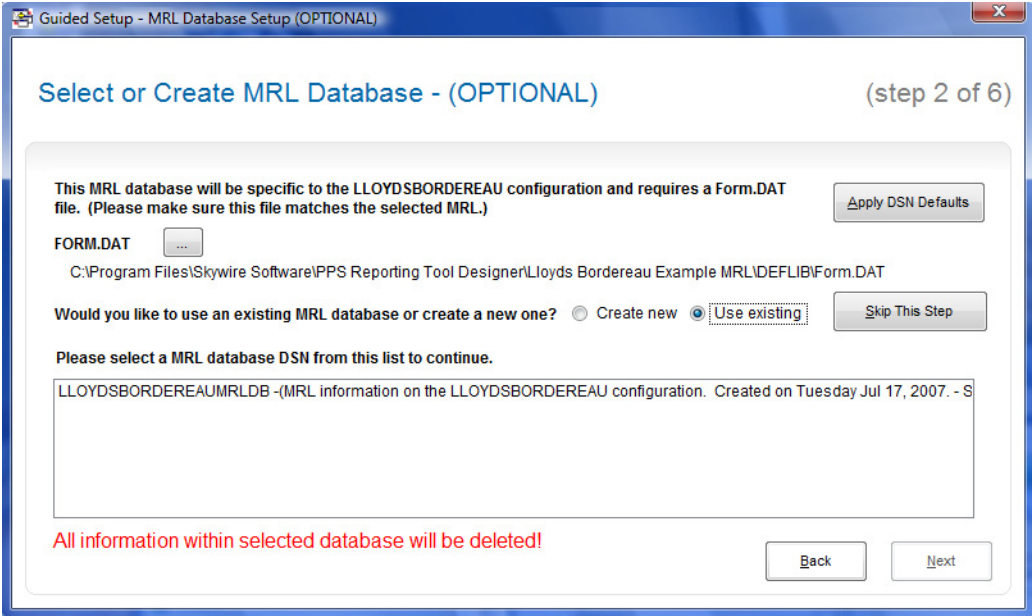 Guided Setup - MRL Database Setup (OPTIONAL)
Select or Create MRL Database - (OPTIONAL)
(step 2 of 6)
This MRL database will be specific to the LLOYDSBORDEREAU configuration and requires a Form.DAT
file. (Please make sure this file matches the selected MRL.)
Apply DSN Defaults
FORM.DAT
...
C:\Program Files\Skywire Software\PPS Reporting Tool Designer\Lloyds Bordereau Example MRL\DEFLIB\Form.DAT
Would you like to use an existing MRL database or create a new one?
Create new
Use existing
Skip This Step
Please select a MRL database DSN from this list to continue.
LLOYDSBORDEREAUMRLDB -(MRL information on the LLOYDSBORDEREAU configuration. Created on Tuesday Jul 17, 2007. - S
All information within selected database will be deleted!
Back
Next